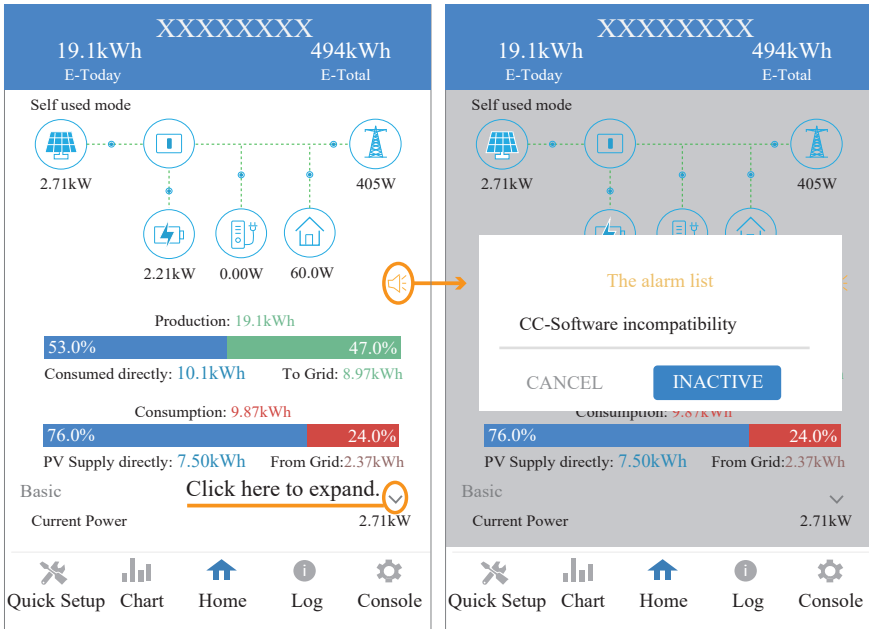 XXXXXXXX
19.1kWh 494kWh
E-Today E-Total
Self used mode
2.71kW 405W
2.21kW 0.00W 60.0W
Production: 19.1kWh
53.0% 47.0%
Consumed directly: 10.1kWh To Grid: 8.97kWh
Consumption: 9.87kWh
76.0% 24.0%
PV Supply directly: 7.50kWh From Grid:2.37kWh
Basic Click here to expand.
Current Power 2.71kW
Quick Setup Chart Home Log Console
XXXXXXXX
19.1kWh 494kWh
E-Today E-Total
Self used mode
2.71kW 405W
The alarm list
CC-Software incompatibility
CANCEL INACTIVE
Consumption: 9.87kWh
76.0% 24.0%
PV Supply directly: 7.50kWh From Grid:2.37kWh
Basic
Current Power 2.71kW
Quick Setup Chart Home Log Console